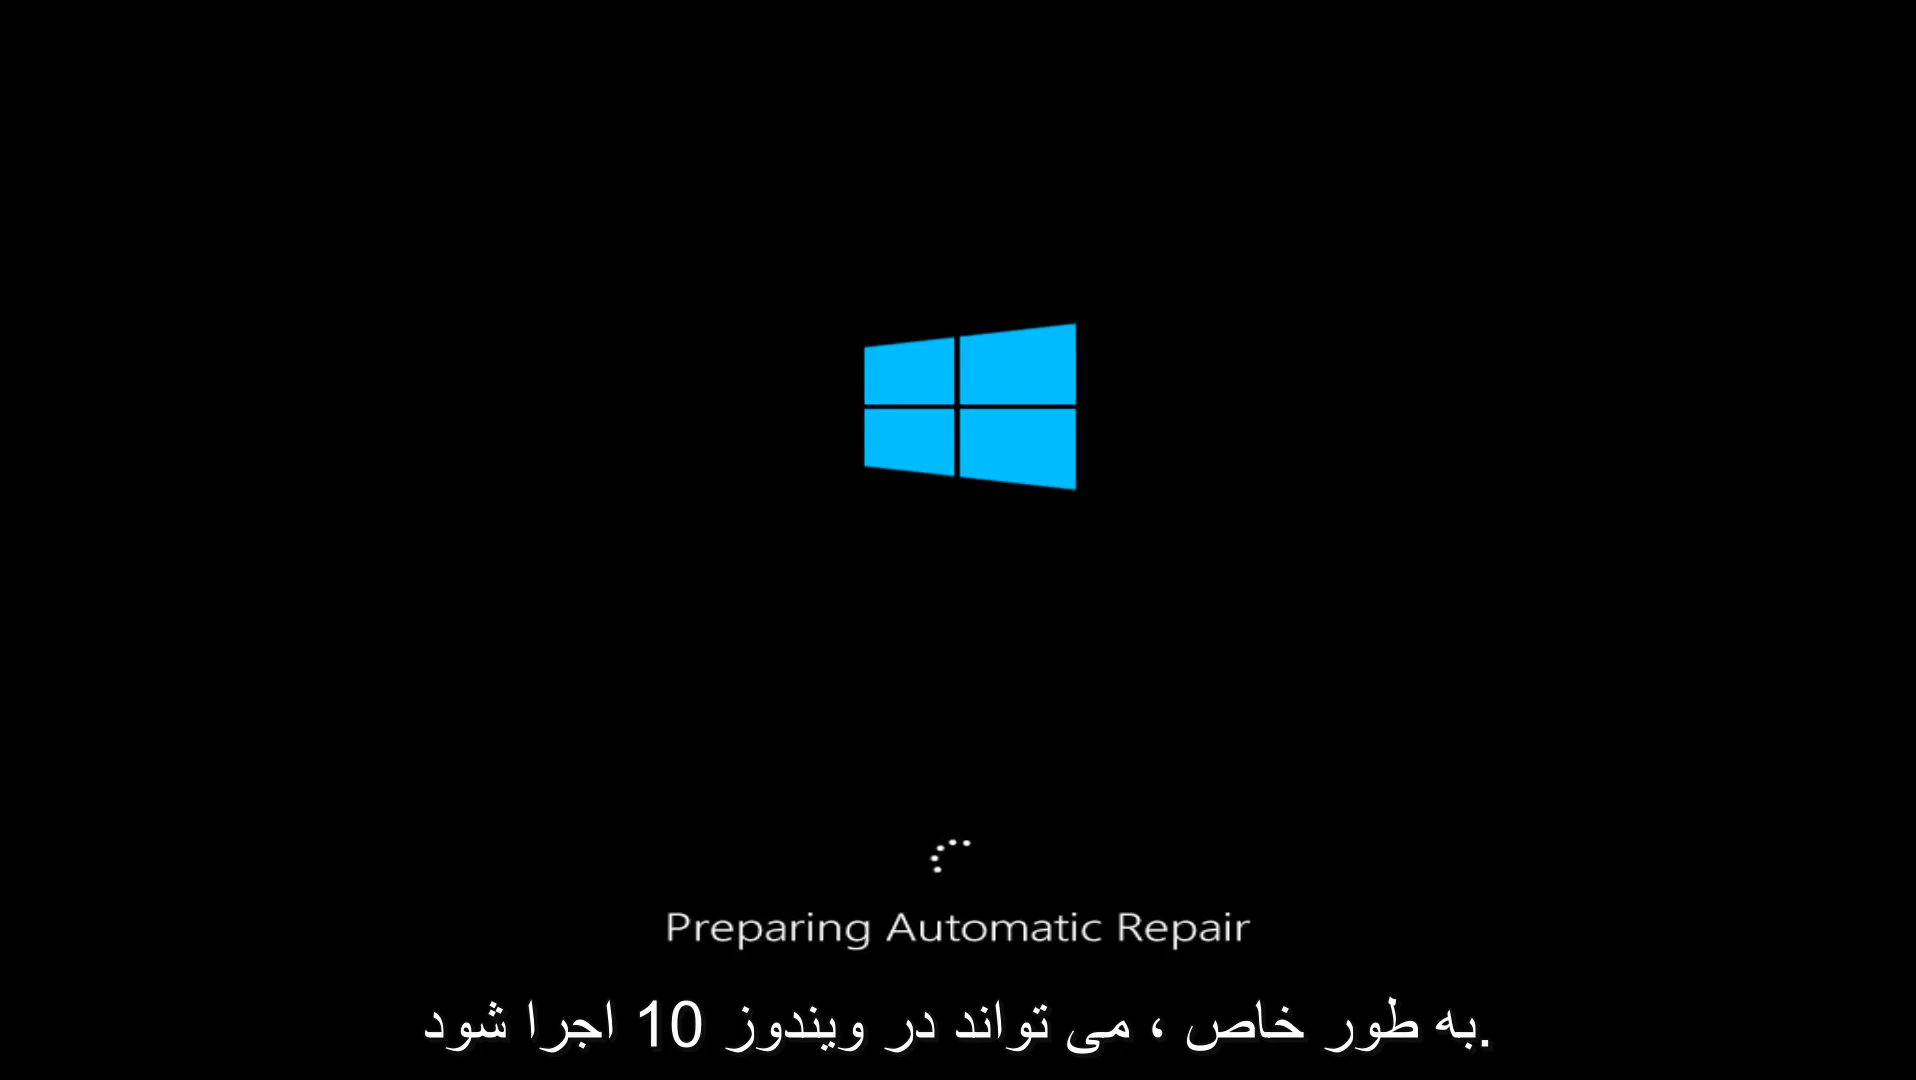 Preparing Automatic Repair
به طور خاص ، می تواند در ویندوز 10 اجرا شود.